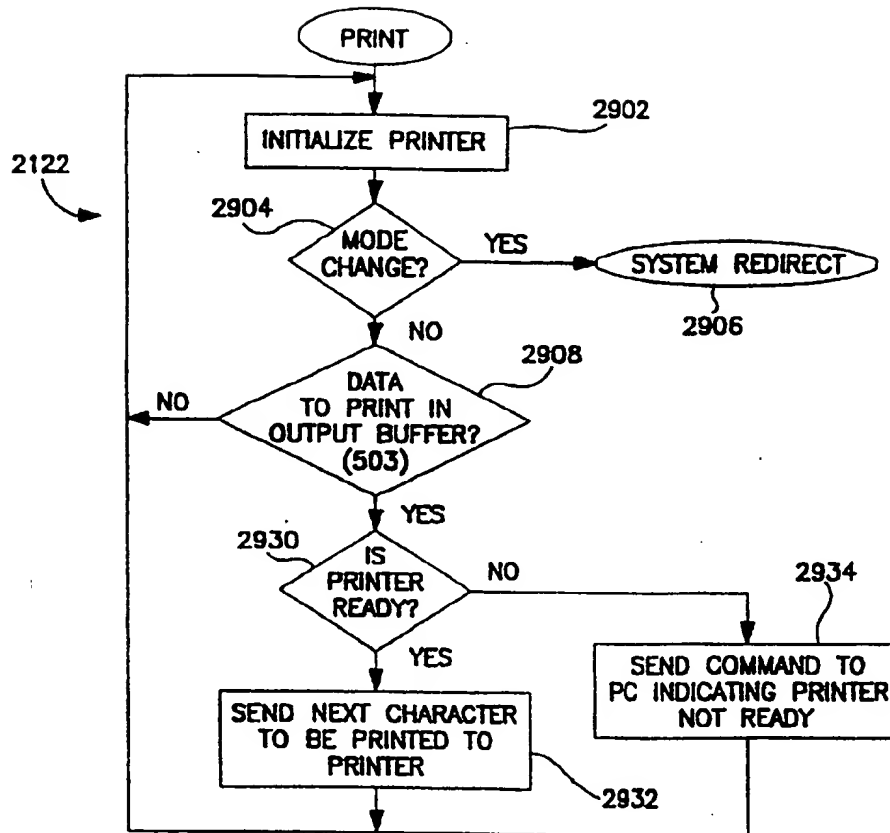 PRINT
2902
INITIALIZE PRINTER
2122
2904
MODE
CHANGE?
YES
SYSTEM REDIRECT
2906
NO
2908
DATA
TO PRINT IN
OUTPUT BUFFER?
(503)
NO
YES
2930
IS
PRINTER
READY?
NO
2934
YES
SEND COMMAND TO
PC INDICATING PRINTER
NOT READY
SEND NEXT CHARACTER
TO BE PRINTED TO
PRINTER
2932